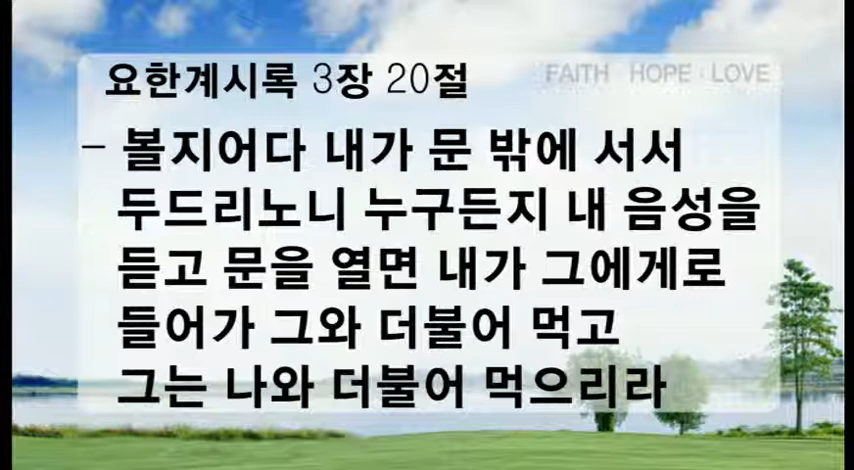 요한계시록 3장 20절
FAITH · HOPE · LOVE
- 볼지어다 내가 문 밖에 서서
두드리노니 누구든지 내 음성을
듣고 문을 열면 내가 그에게로
들어가 그와 더불어 먹고
그는 나와 더불어 먹으리라